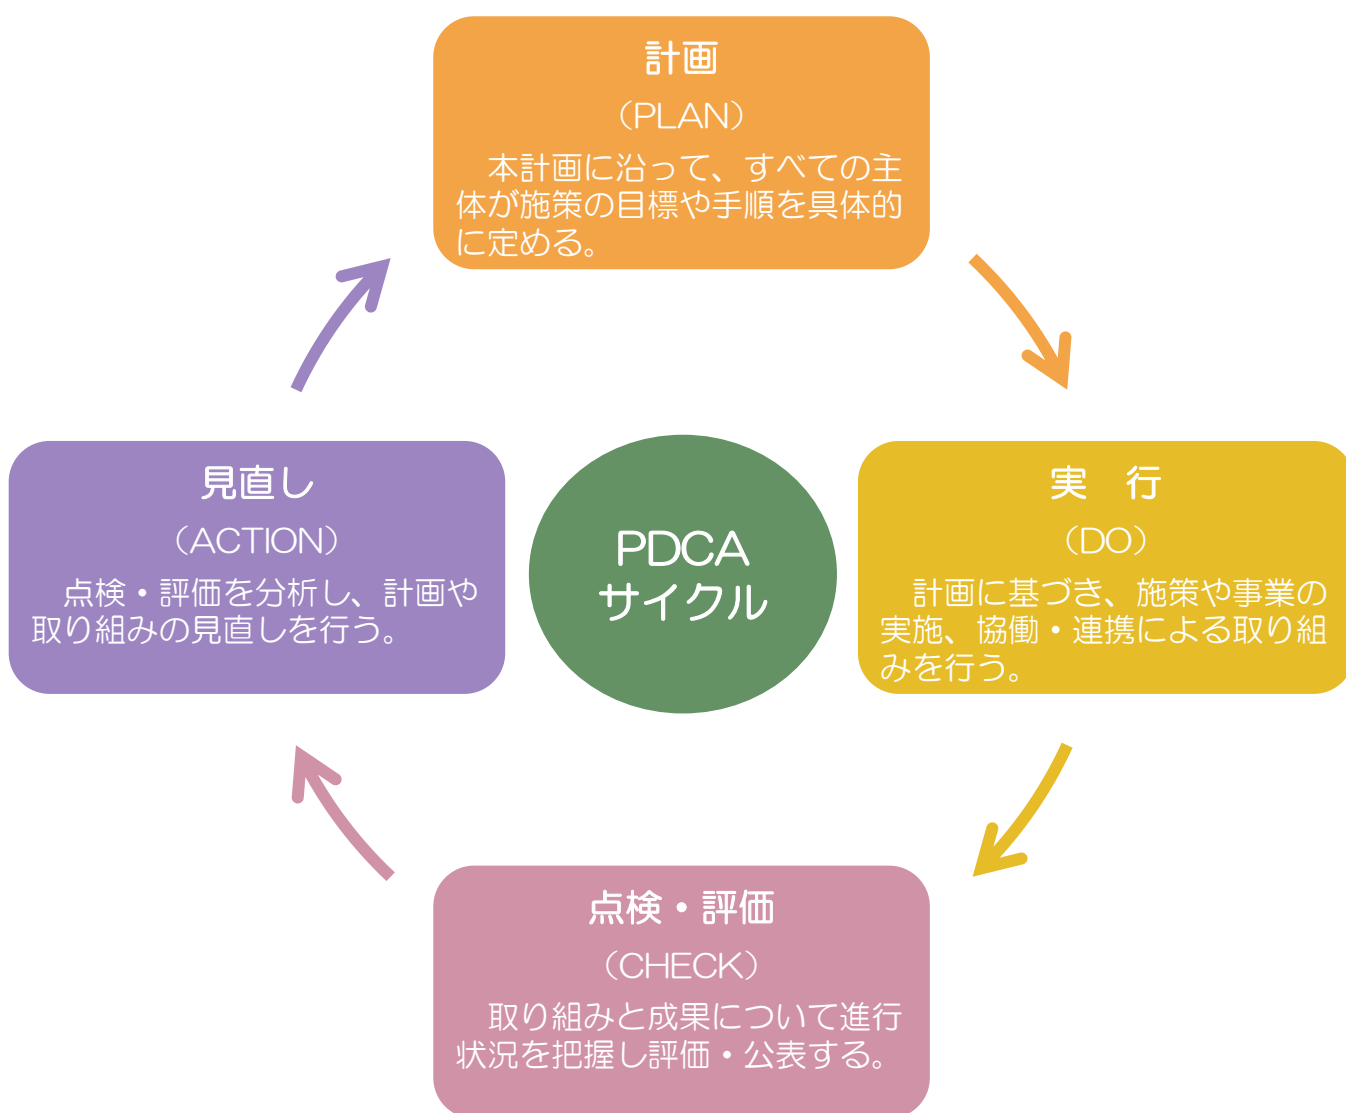 計画
（PLAN）
　本計画に沿って、すべての主
体が施策の目標や手順を具体的
に定める。
見直し
（ACTION）
　点検・評価を分析し、計画や
取り組みの見直しを行う。
PDCA
サイクル
実　行
（DO）
　計画に基づき、施策や事業の
実施、協働・連携による取り組
みを行う。
点検・評価
（CHECK）
　取り組みと成果について進行
状況を把握し評価・公表する。